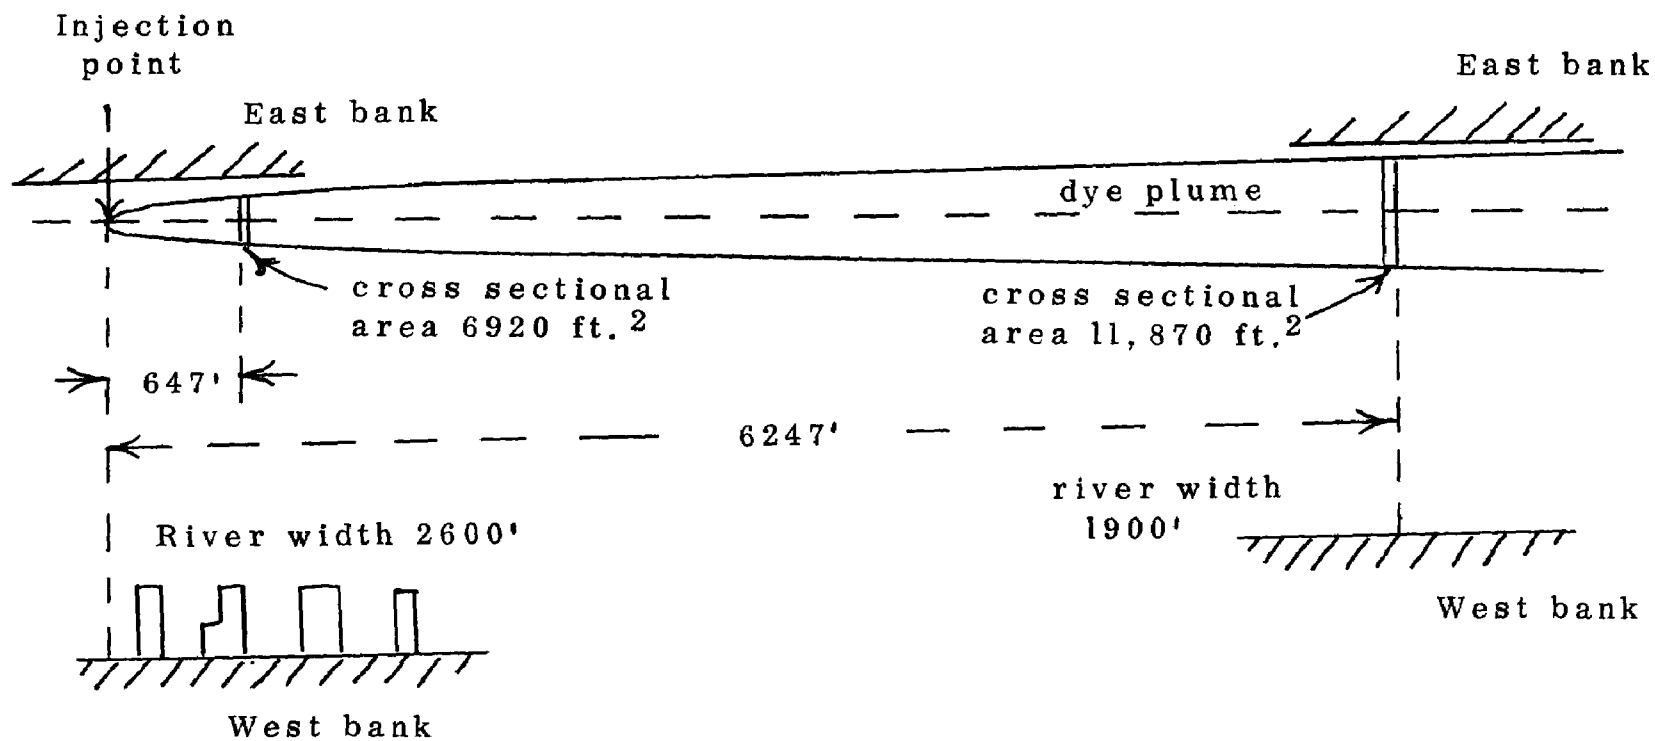 Injection
point
East bank
East bank
dye plume
cross sectional
area 6920 ft.2
cross sectional
area 11,870 ft.2
647'
6247'
river width
1900'
River width 2600'
West bank
West bank